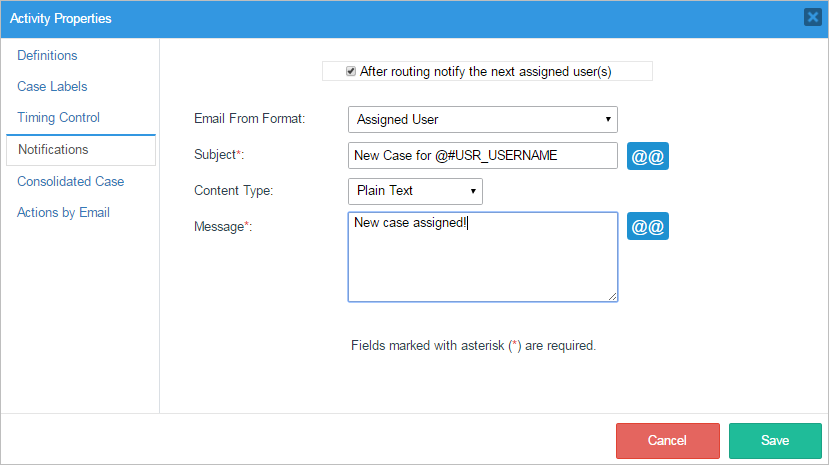 Activity Properties
Definitions
Case Labels
Timing Control
Notifications
Consolidated Case
Actions by Email
After routing notify the next assigned user(s)
Email From Format: Assigned User
Subject*: New Case for @#USR_USERNAME @@
Content Type: Plain Text
Message*: New case assigned! @@
Fields marked with asterisk (*) are required.
Cancel Save